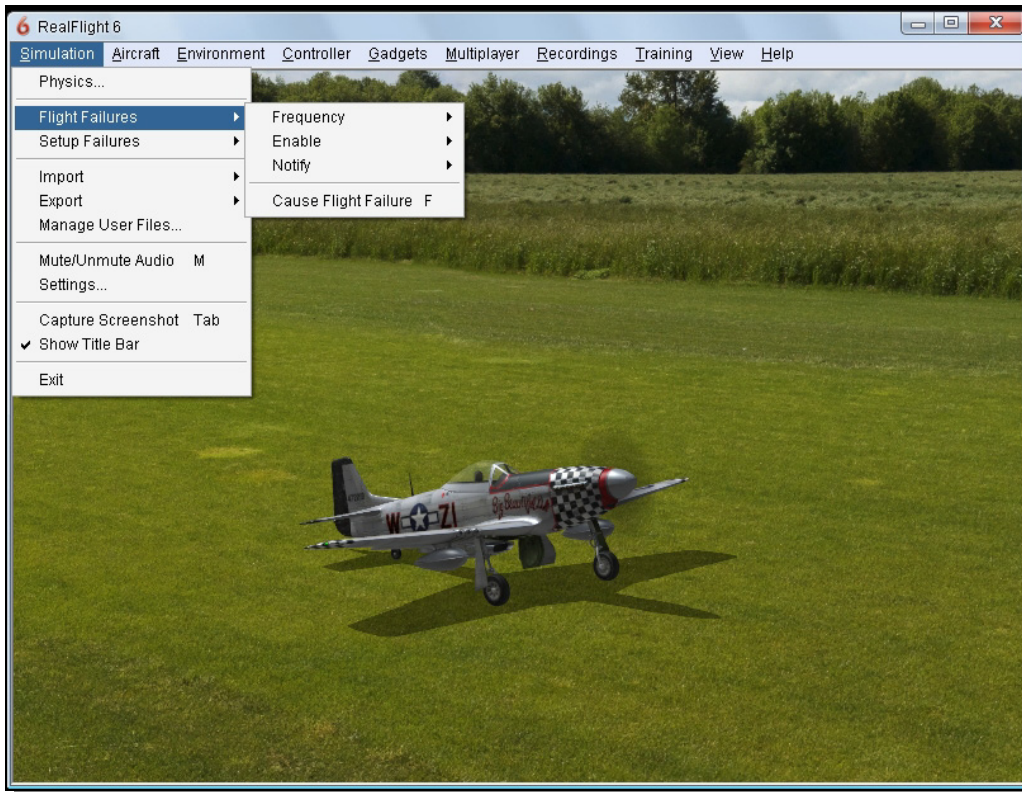 6 RealFlight 6
Simulation Aircraft Environment Controller Gadgets Multiplayer Recordings Training View Help
Physics...
Flight Failures
Setup Failures
Import
Export
Manage User Files...
Mute/Unmute Audio M
Settings...
Capture Screenshot Tab
Show Title Bar
Exit
Frequency
Enable
Notify
Cause Flight Failure F
W ZI